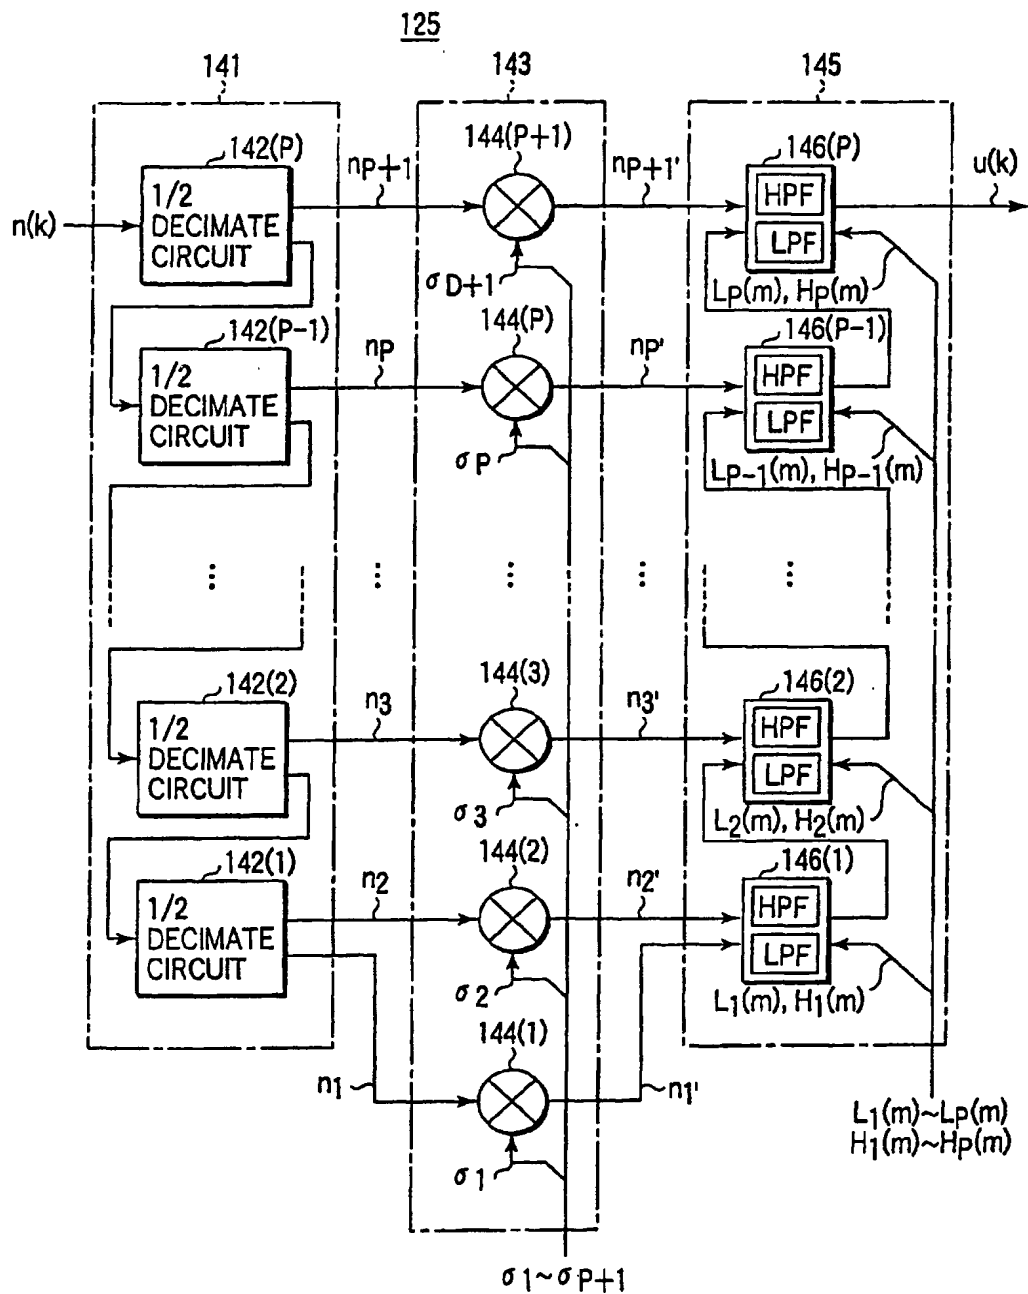 125
141
143
145
142(P)
1/2
DECIMATE
CIRCUIT
n(k)
nP+1
144(P+1)
σD+1
nP+1'
146(P)
HPF
LPF
u(k)
LP(m), HP(m)
142(P-1)
1/2
DECIMATE
CIRCUIT
nP
144(P)
σP
nP'
146(P-1)
HPF
LPF
LP-1(m), HP-1(m)
...
...
...
...
...
142(2)
1/2
DECIMATE
CIRCUIT
n3
144(3)
σ3
n3'
146(2)
HPF
LPF
L2(m), H2(m)
142(1)
1/2
DECIMATE
CIRCUIT
n2
144(2)
σ2
n2'
146(1)
HPF
LPF
L1(m), H1(m)
n1
144(1)
σ1
n1'
L1(m)~LP(m)
H1(m)~HP(m)
σ1~σP+1